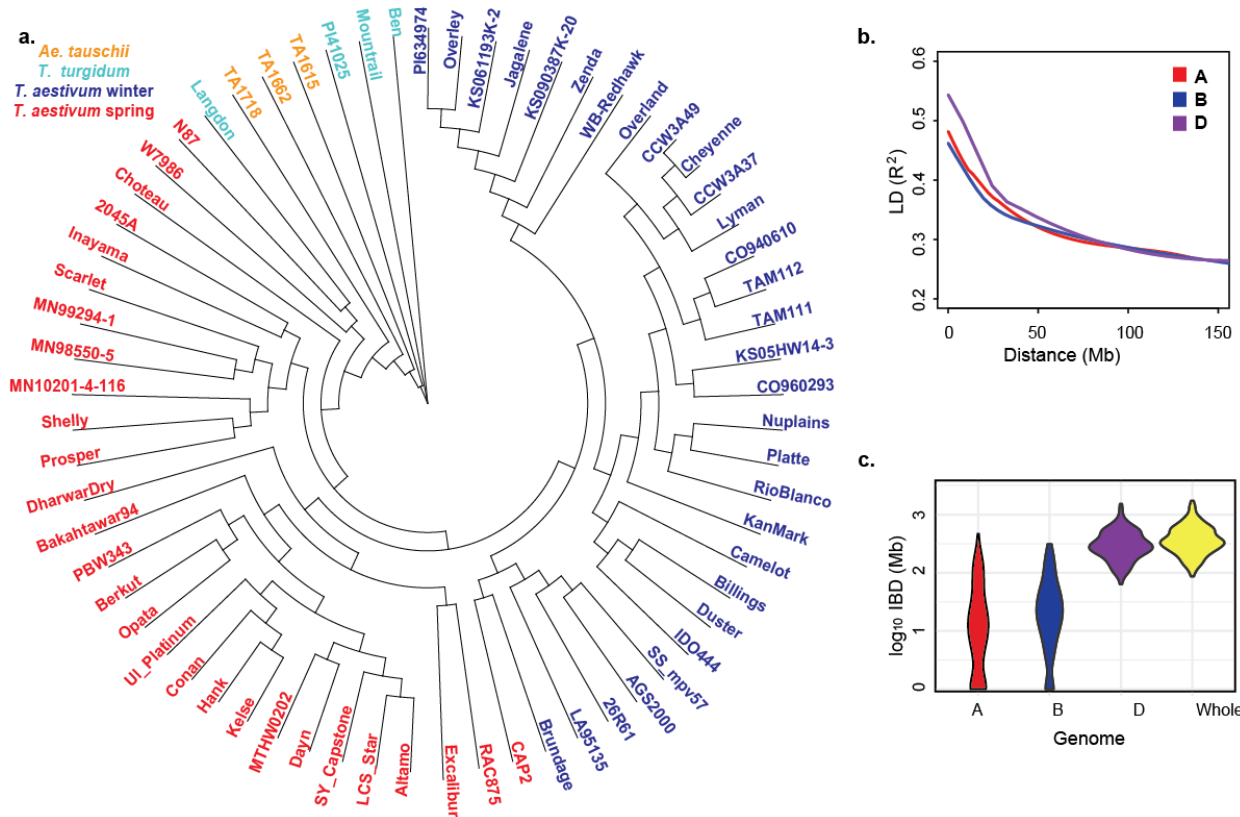 a.
Ae. tauschii
T. turgidum
T. aestivum winter
T. aestivum spring
Ben
Mountrail
PI41025
TA1615
TA1662
TA1718
Langdon
N87
W7986
Choteau
2045A
Inayama
Scarlet
MN99294-1
MN98550-5
MN10201-4-116
Shelly
Prosper
DharwarDry
Bakahtawar94
PBW343
Berkut
Opata
UI_Platinum
Conan
Hank
Kelse
MTHW0202
Dayn
SY_Capstone
LCS_Star
Altamo
Excalibur
RAC875
CAP2
Brundage
LA95135
26R61
AGS2000
SS_mpv57
IDO444
Duster
Billings
Camelot
KanMark
RioBlanco
Platte
Nuplains
CO960293
KS05HW14-3
TAM111
TAM112
CO940610
Lyman
CCW3A37
Cheyenne
CCW3A49
Overland
WB-Redhawk
Zenda
KS090387K-20
Jagalene
KS061193K-2
Overley
PI634974
b.
0.6
0.5
0.4
0.3
0.2
LD (R²)
A
B
D
0 50 100 150
Distance (Mb)
c.
3
2
1
0
log₁₀ IBD (Mb)
A B D Whole
Genome